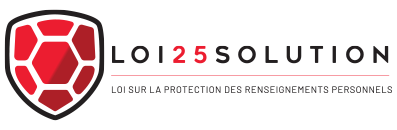 LOI25SOLUTION
LOI SUR LA PROTECTION DES RENSEIGNEMENTS PERSONNELS